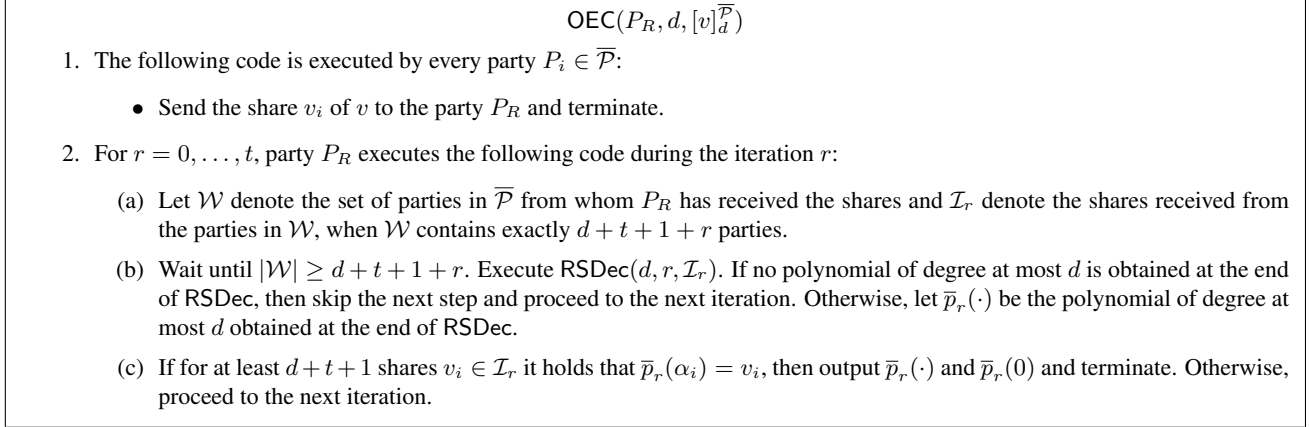 OEC(P_R, d, [v]_d^{\overline{𝒫}})
1. The following code is executed by every party P_i ∈ \overline{𝒫}:
• Send the share v_i of v to the party P_R and terminate.
2. For r = 0, . . . , t, party P_R executes the following code during the iteration r:
(a) Let 𝒲 denote the set of parties in \overline{𝒫} from whom P_R has received the shares and ℐ_r denote the shares received from
the parties in 𝒲, when 𝒲 contains exactly d + t + 1 + r parties.
(b) Wait until |𝒲| ≥ d + t + 1 + r. Execute RSDec(d, r, ℐ_r). If no polynomial of degree at most d is obtained at the end
of RSDec, then skip the next step and proceed to the next iteration. Otherwise, let \overline{p}_r(·) be the polynomial of degree at
most d obtained at the end of RSDec.
(c) If for at least d + t + 1 shares v_i ∈ ℐ_r it holds that \overline{p}_r(α_i) = v_i, then output \overline{p}_r(·) and \overline{p}_r(0) and terminate. Otherwise,
proceed to the next iteration.